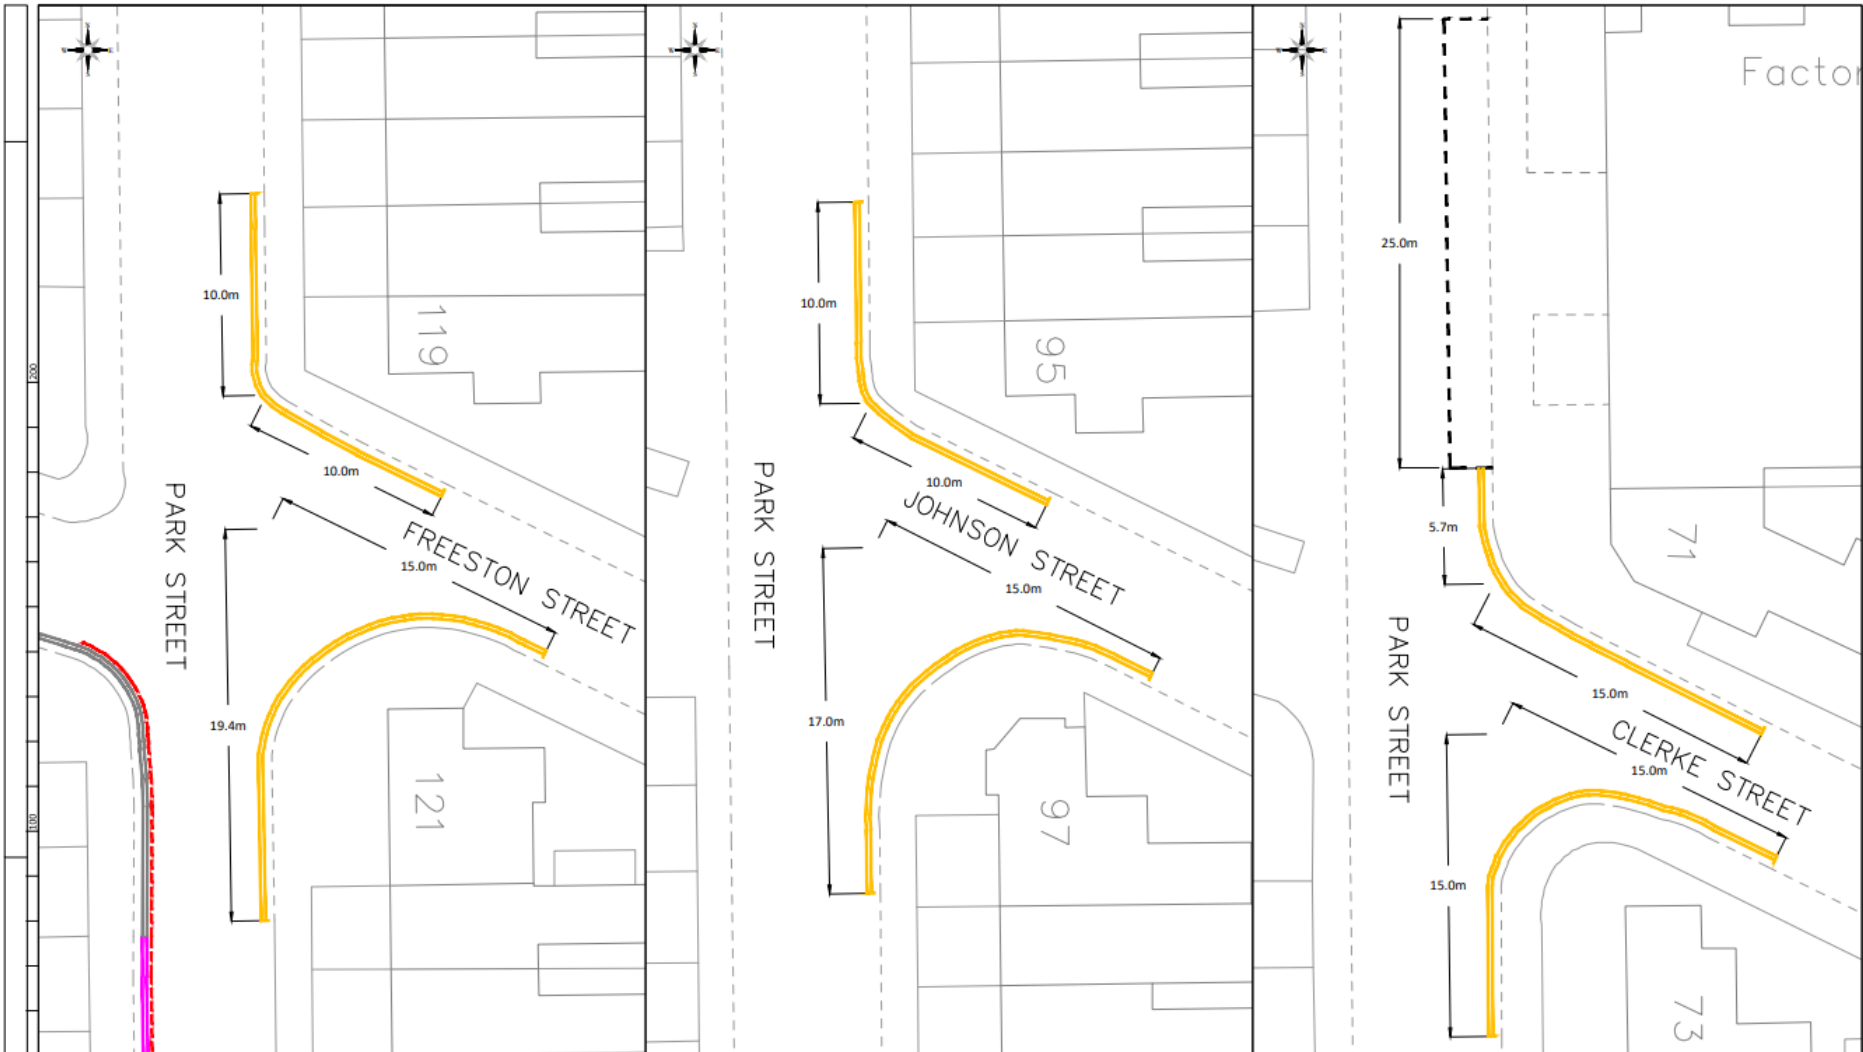 200
100
10.0m
119
10.0m
PARK STREET
FREESTON STREET
15.0m
19.4m
121
10.0m
95
10.0m
PARK STREET
JOHNSON STREET
15.0m
17.0m
97
Factor
25.0m
5.7m
71
PARK STREET
15.0m
CLERKE STREET
15.0m
15.0m
73